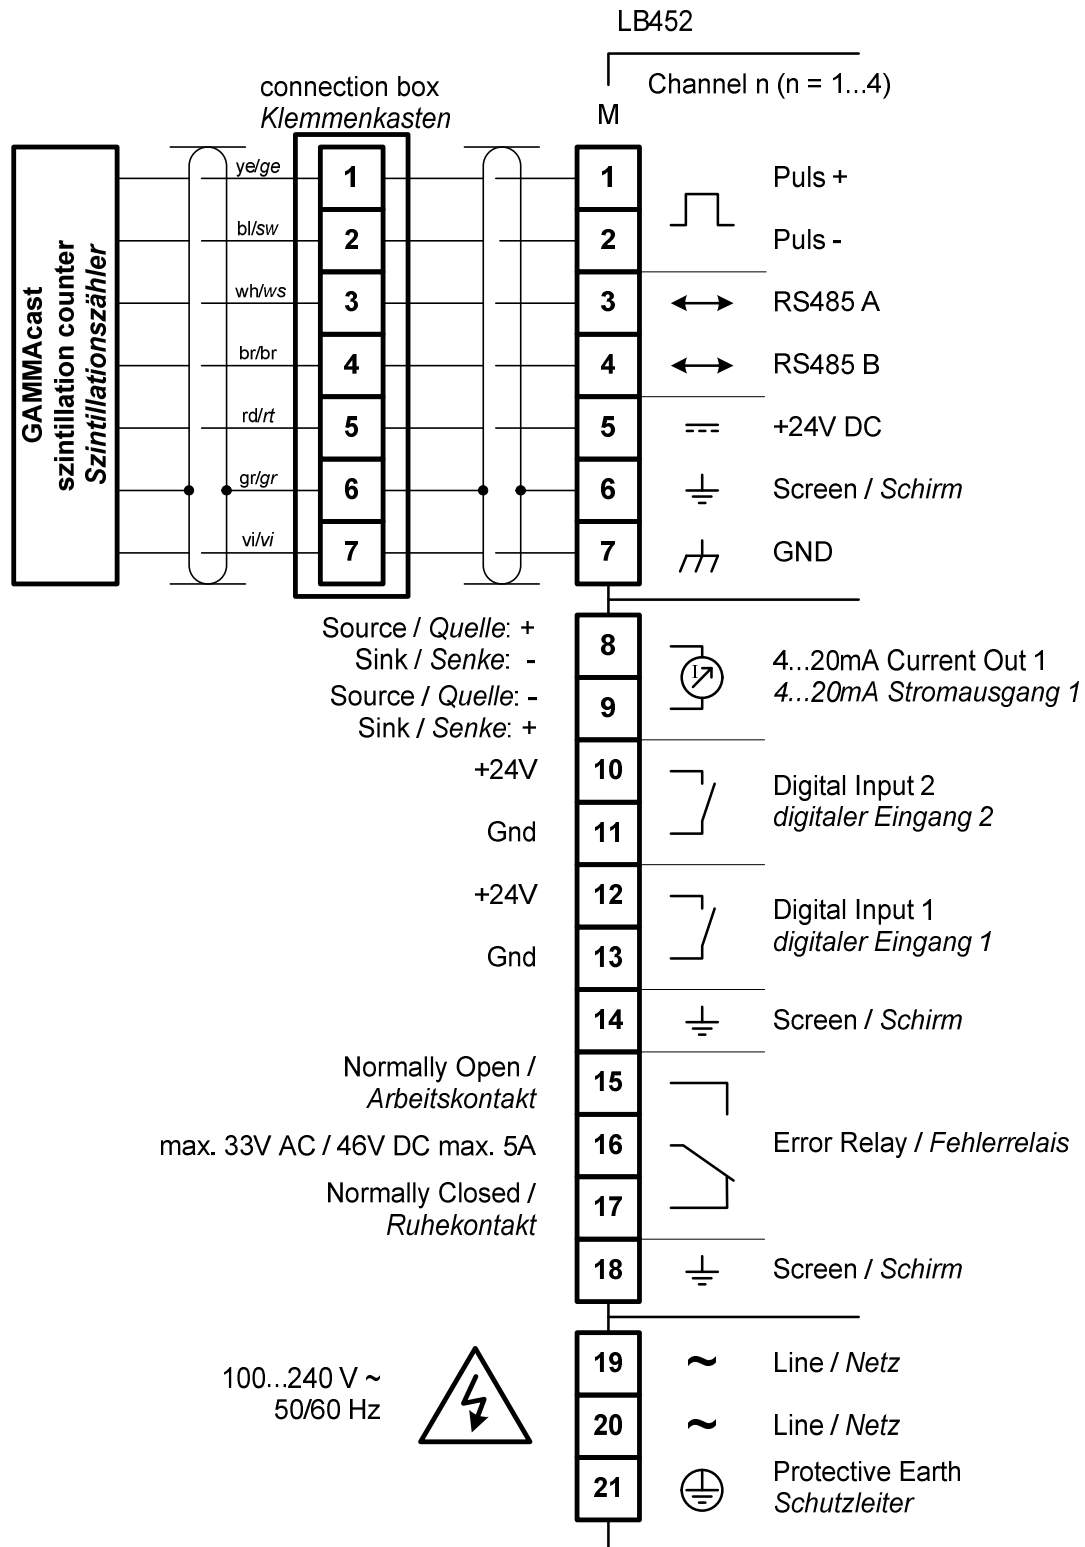 LB452
Channel n (n = 1...4)
connection box
Klemmenkasten
M
GAMMAcast
szintillation counter
Szintillationszähler
ye/ge
1
1
Puls +
bl/sw
2
2
Puls -
wh/ws
3
3
RS485 A
br/br
4
4
RS485 B
rd/rt
5
5
+24V DC
gr/gr
6
6
Screen / Schirm
vi/vi
7
7
GND
Source / Quelle: +
Sink / Senke: -
8
Source / Quelle: -
Sink / Senke: +
9
I
4...20mA Current Out 1
4...20mA Stromausgang 1
+24V
10
Gnd
11
Digital Input 2
digitaler Eingang 2
+24V
12
Gnd
13
Digital Input 1
digitaler Eingang 1
14
Screen / Schirm
Normally Open /
Arbeitskontakt
15
max. 33V AC / 46V DC max. 5A
16
Error Relay / Fehlerrelais
Normally Closed /
Ruhekontakt
17
18
Screen / Schirm
100...240 V ~
50/60 Hz
19
~
Line / Netz
20
~
Line / Netz
21
Protective Earth
Schutzleiter